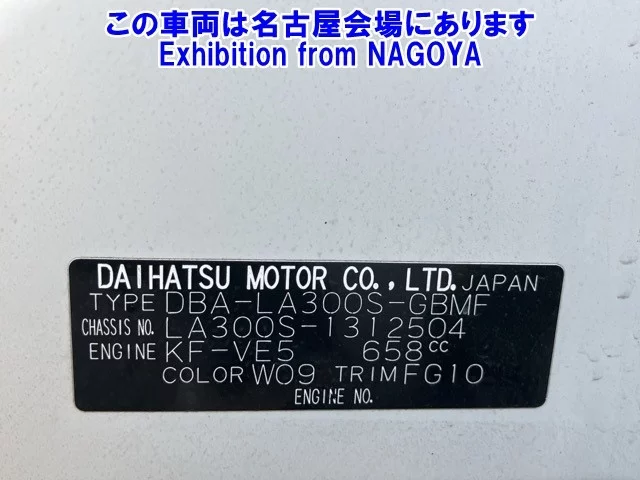 この車両は名古屋会場にあります
Exhibition from NAGOYA
DAIHATSU MOTOR CO., LTD. JAPAN
TYPE DBA-LA300S-GBMF
CHASSIS NO. LA300S-1312504
ENGINE KF-VE5 658cc
COLOR W09 TRIM FG10
ENGINE NO.